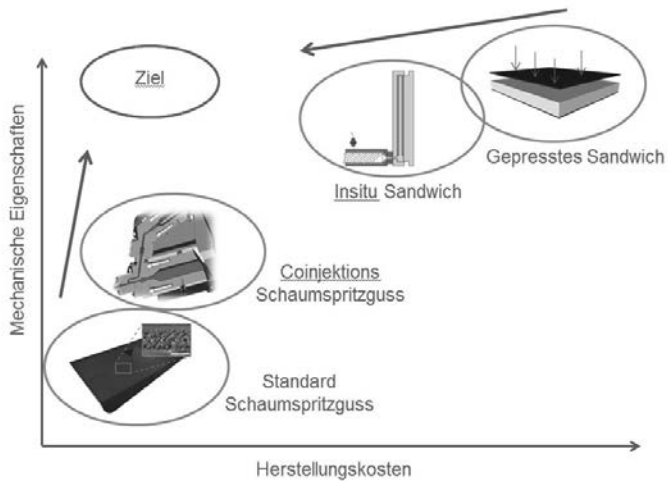 Ziel
Gepresstes Sandwich
Insitu Sandwich
Coinjektions
Schaumspritzguss
Standard
Schaumspritzguss
Mechanische Eigenschaften
Herstellungskosten